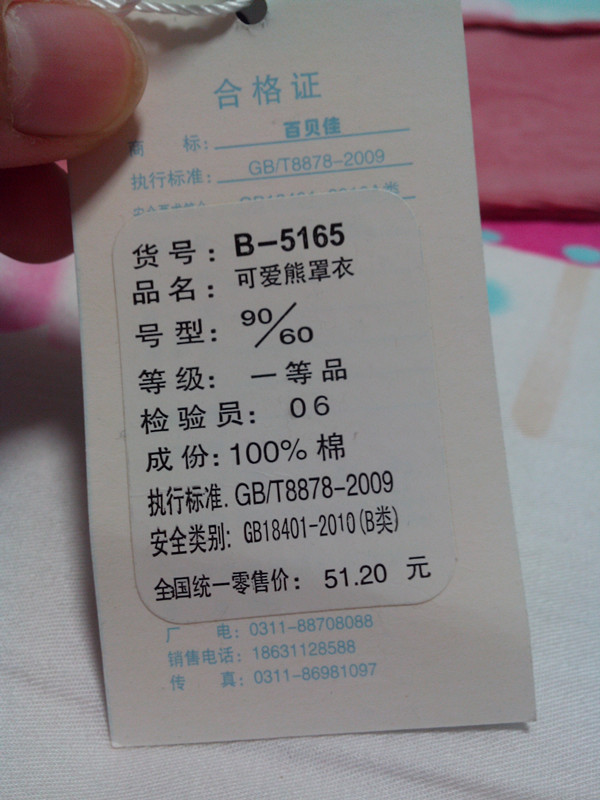 合格证
商 标: 百贝佳
执行标准: GB/T8878-2009
货号: B-5165
品名: 可爱熊罩衣
号型: 90/60
等级: 一等品
检验员: 06
成份: 100% 棉
执行标准. GB/T8878-2009
安全类别: GB18401-2010(B类)
全国统一零售价: 51.20 元
厂 电: 0311-88708088
销售电话: 18631128588
传 真: 0311-86981097